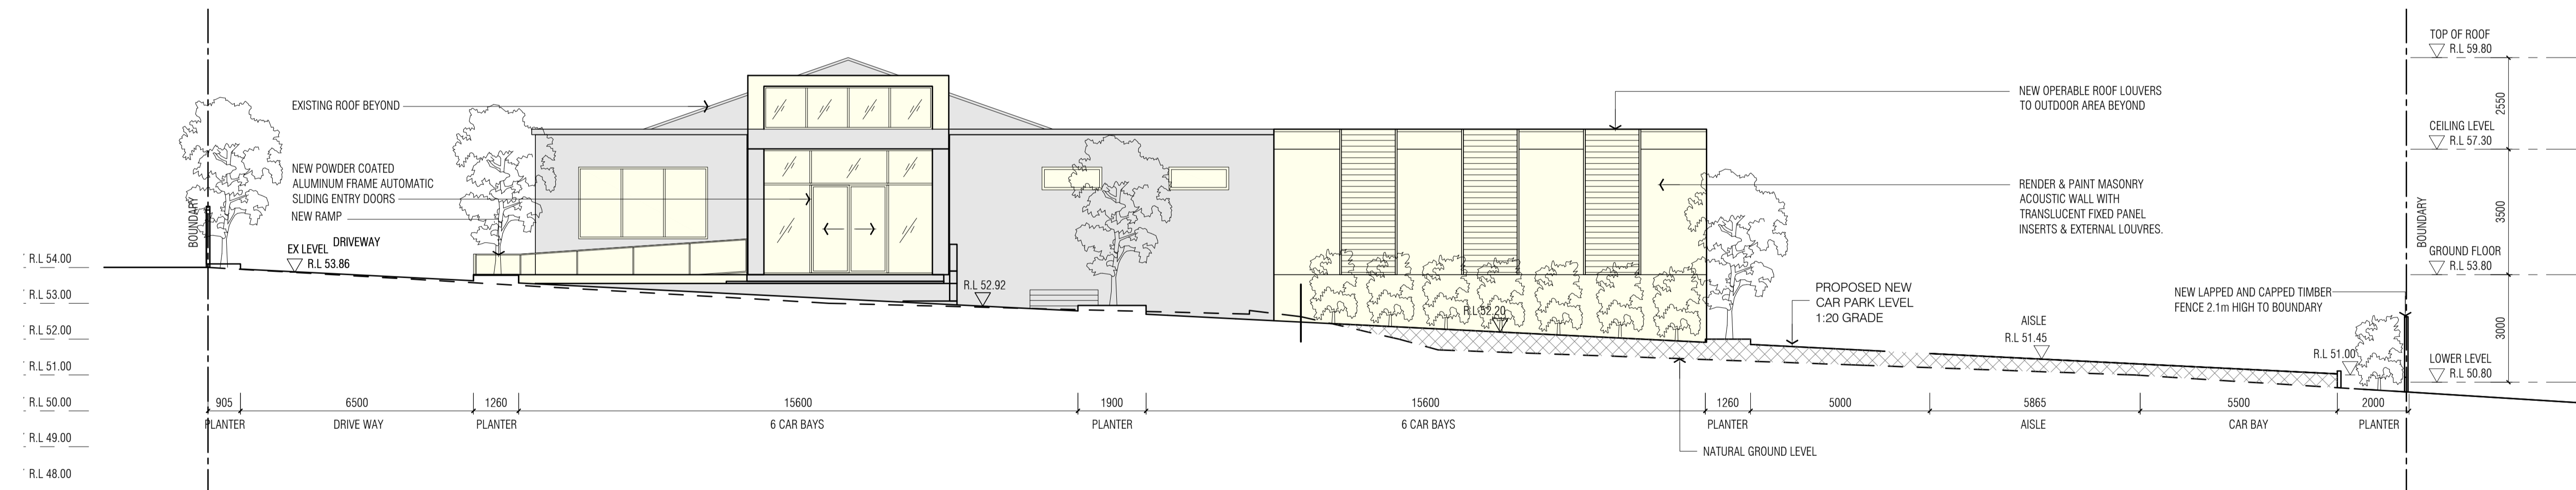 TOP OF ROOF
R.L 59.80
EXISTING ROOF BEYOND
NEW OPERABLE ROOF LOUVERS
TO OUTDOOR AREA BEYOND
2550
CEILING LEVEL
R.L 57.30
NEW POWDER COATED
ALUMINUM FRAME AUTOMATIC
SLIDING ENTRY DOORS
NEW RAMP
RENDER & PAINT MASONRY
ACOUSTIC WALL WITH
TRANSLUCENT FIXED PANEL
INSERTS & EXTERNAL LOUVRES.
3500
BOUNDARY
BOUNDARY
EX LEVEL
DRIVEWAY
R.L 53.86
GROUND FLOOR
R.L 53.80
R.L 54.00
R.L 53.00
R.L 52.00
R.L 51.00
R.L 50.00
R.L 49.00
R.L 48.00
R.L 52.92
R.L 52.20
PROPOSED NEW
CAR PARK LEVEL
1:20 GRADE
NEW LAPPED AND CAPPED TIMBER
FENCE 2.1m HIGH TO BOUNDARY
AISLE
R.L 51.45
R.L 51.00
3000
LOWER LEVEL
R.L 50.80
905
6500
1260
15600
1900
15600
1260
5000
5865
5500
2000
PLANTER
DRIVE WAY
PLANTER
6 CAR BAYS
PLANTER
6 CAR BAYS
PLANTER
AISLE
CAR BAY
PLANTER
NATURAL GROUND LEVEL